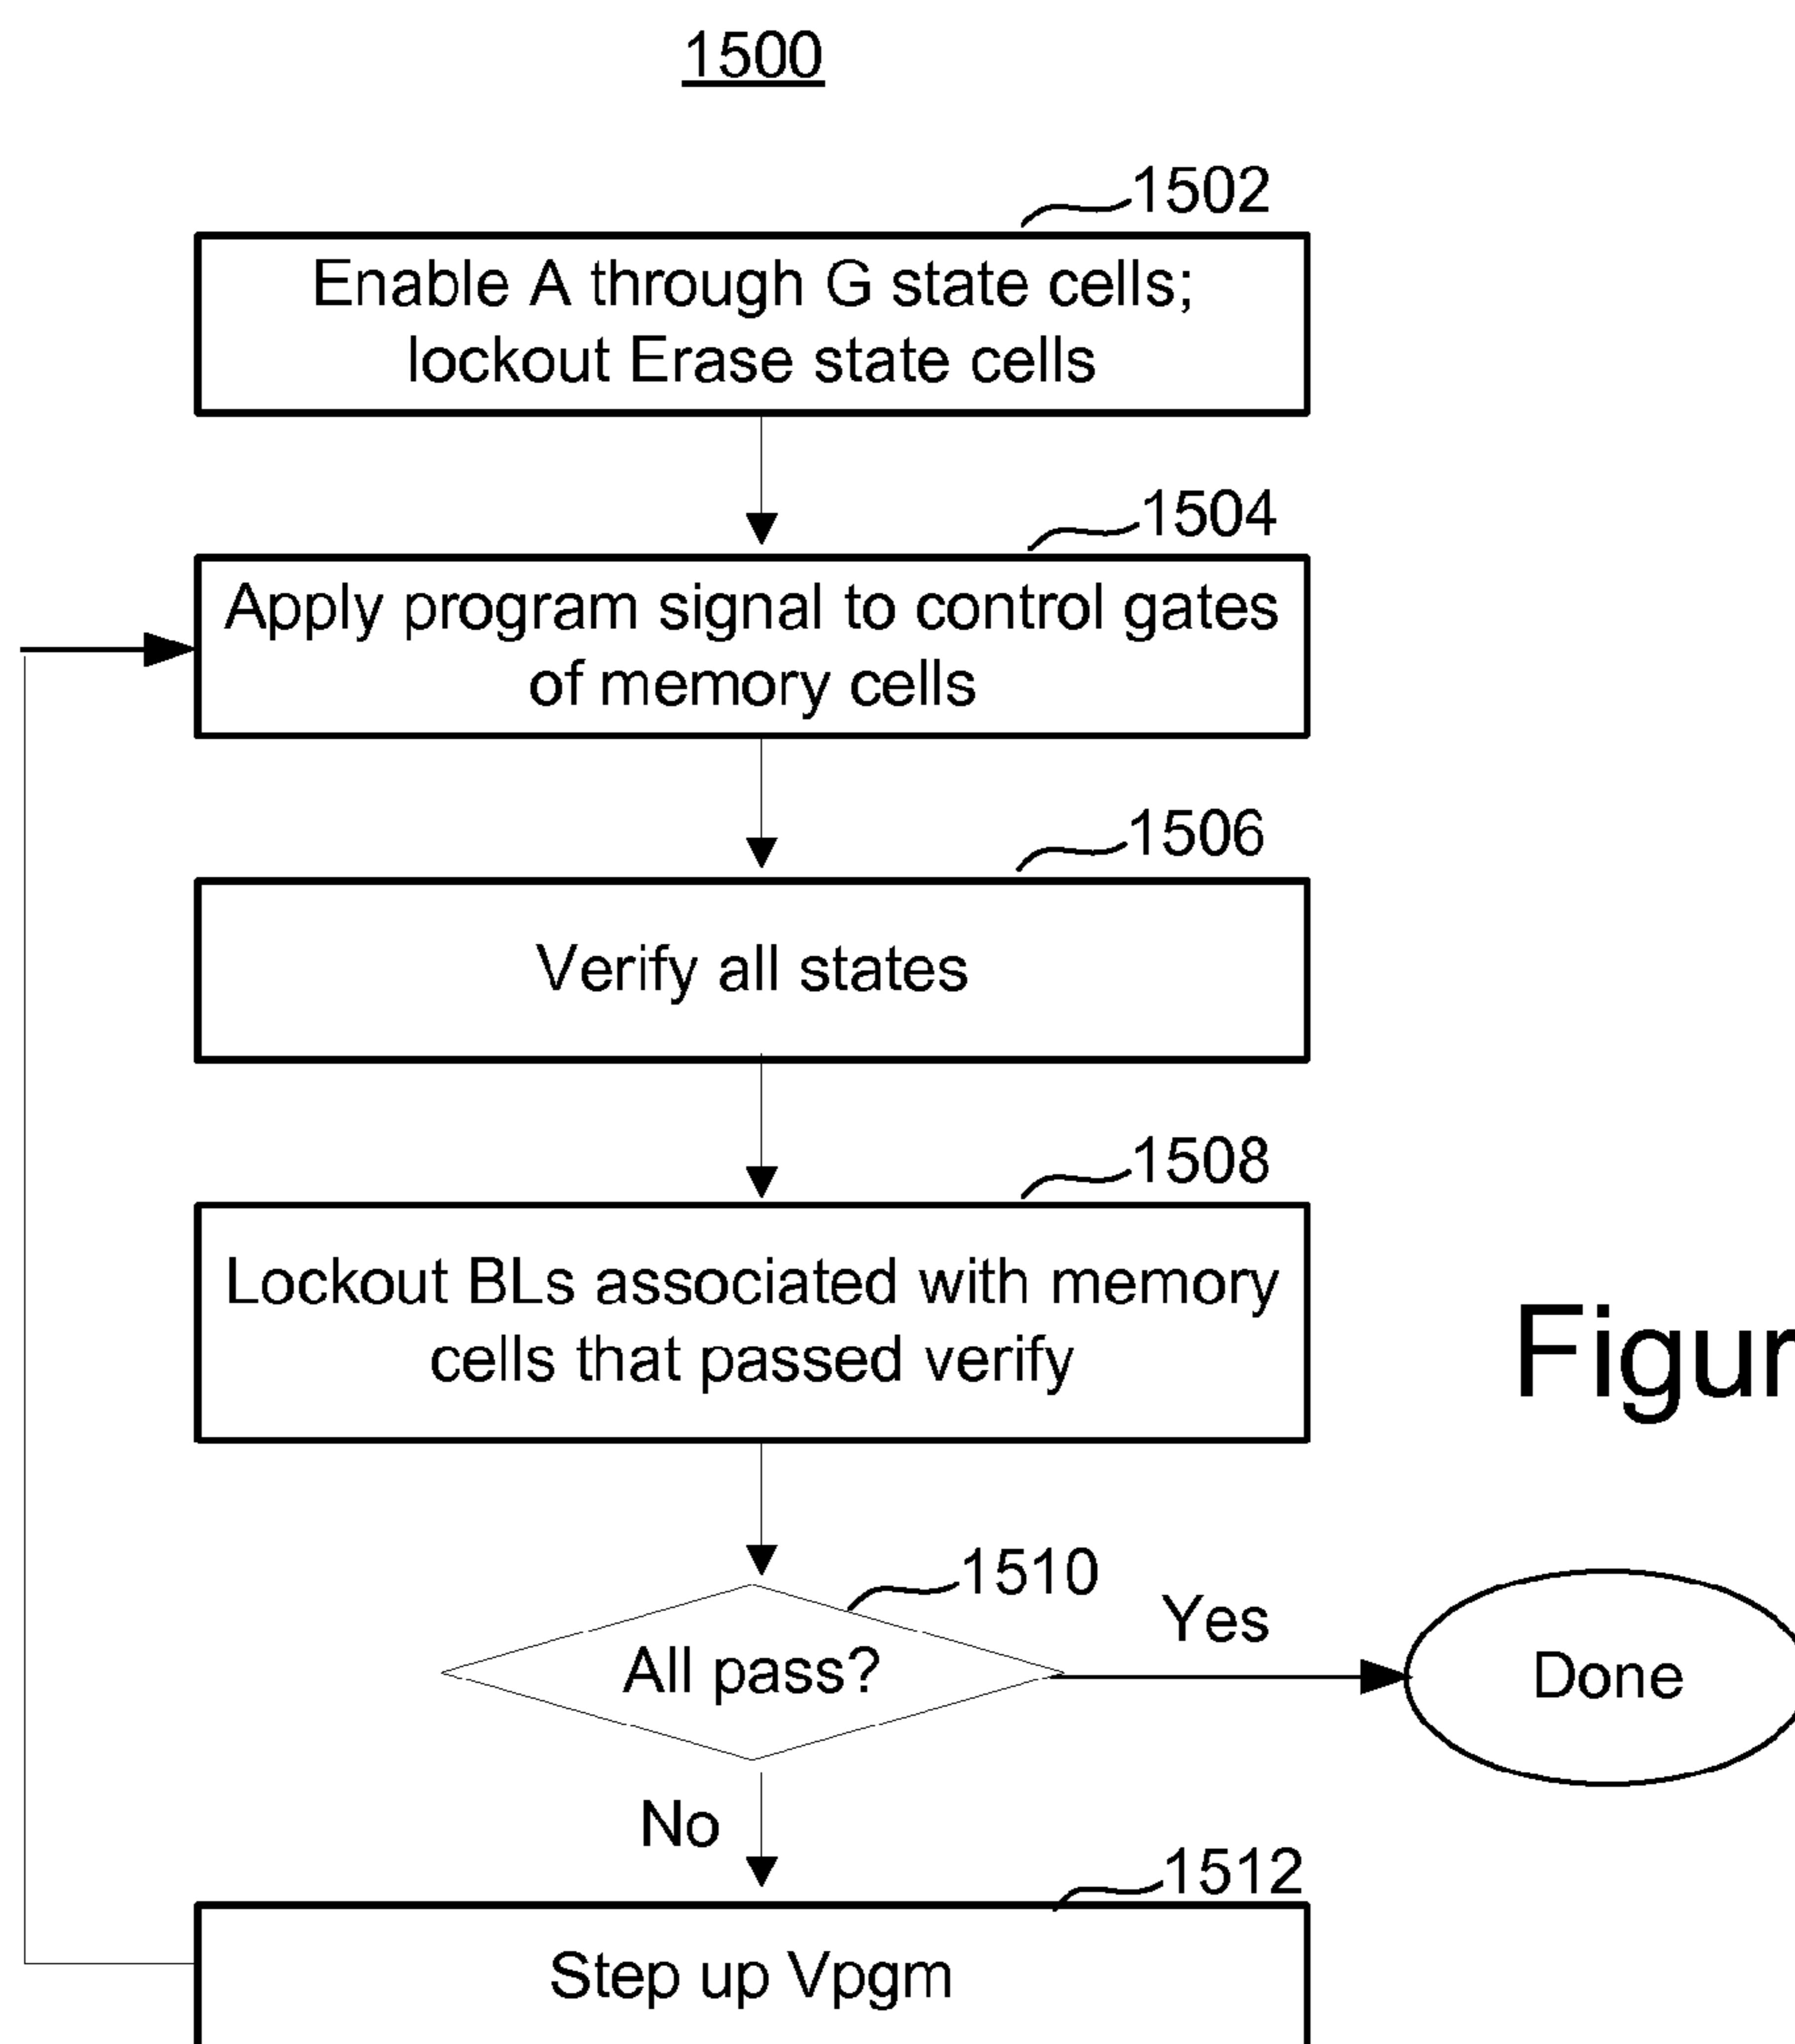 1500
1502
Enable A through G state cells;
lockout Erase state cells
1504
Apply program signal to control gates
of memory cells
1506
Verify all states
1508
Lockout BLs associated with memory
cells that passed verify
Figur
1510
All pass?
Yes
Done
No
1512
Step up Vpgm